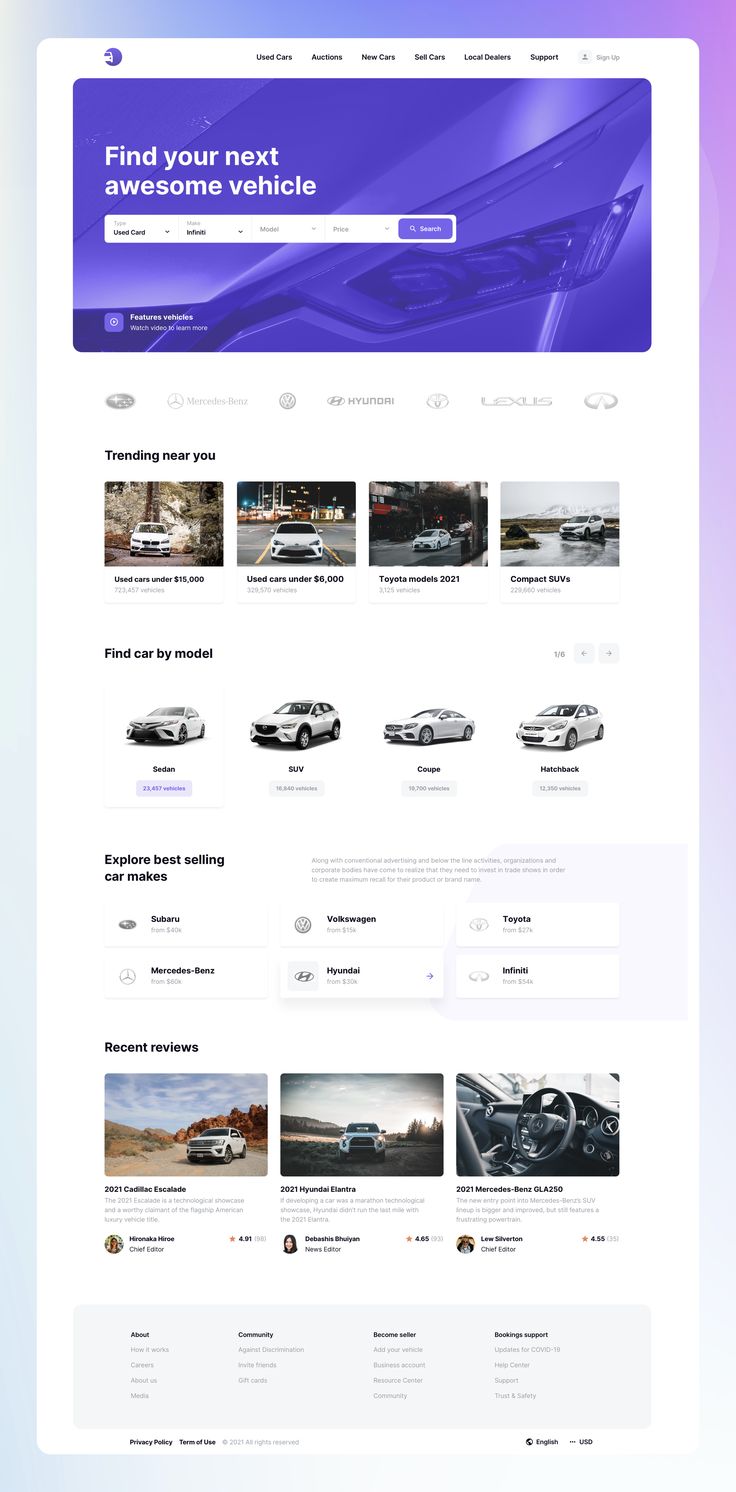 Used Cars Auctions New Cars Sell Cars Local Dealers Support Sign Up
Find your next
awesome vehicle
Type Make
Used Card Infiniti Model Price Search
Features vehicles
Watch video to learn more
Mercedes-Benz HYUNDAI LEXUS
Trending near you
Used cars under $15,000 Used cars under $6,000 Toyota models 2021 Compact SUVs
723,457 vehicles 329,570 vehicles 3,125 vehicles 229,660 vehicles
Find car by model 1/6
Sedan SUV Coupe Hatchback
23,457 vehicles 16,840 vehicles 19,700 vehicles 12,350 vehicles
Explore best selling
car makes
Along with conventional advertising and below the line activities, organizations and
corporate bodies have come to realize that they need to invest in trade shows in order
to create maximum recall for their product or brand name.
Subaru Volkswagen Toyota
from $40k from $15k from $27k
Mercedes-Benz Hyundai Infiniti
from $60k from $30k from $54k
Recent reviews
2021 Cadillac Escalade
The 2021 Escalade is a technological showcase
and a worthy claimant of the flagship American
luxury vehicle title.
Hironaka Hiroe 4.91 (98)
Chief Editor
2021 Hyundai Elantra
If developing a car was a marathon technological
showcase, Hyundai didn't run the last mile with
the 2021 Elantra.
Debashis Bhuiyan 4.65 (93)
News Editor
2021 Mercedes-Benz GLA250
The new entry point into Mercedes-Benz's SUV
lineup is bigger and improved, but still features a
frustrating powertrain.
Lew Silverton 4.55 (35)
Chief Editor
About Community Become seller Bookings support
How it works Against Discrimination Add your vehicle Updates for COVID-19
Careers Invite friends Business account Help Center
About us Gift cards Resource Center Support
Media Community Trust & Safety
Privacy Policy Term of Use © 2021 All rights reserved English USD